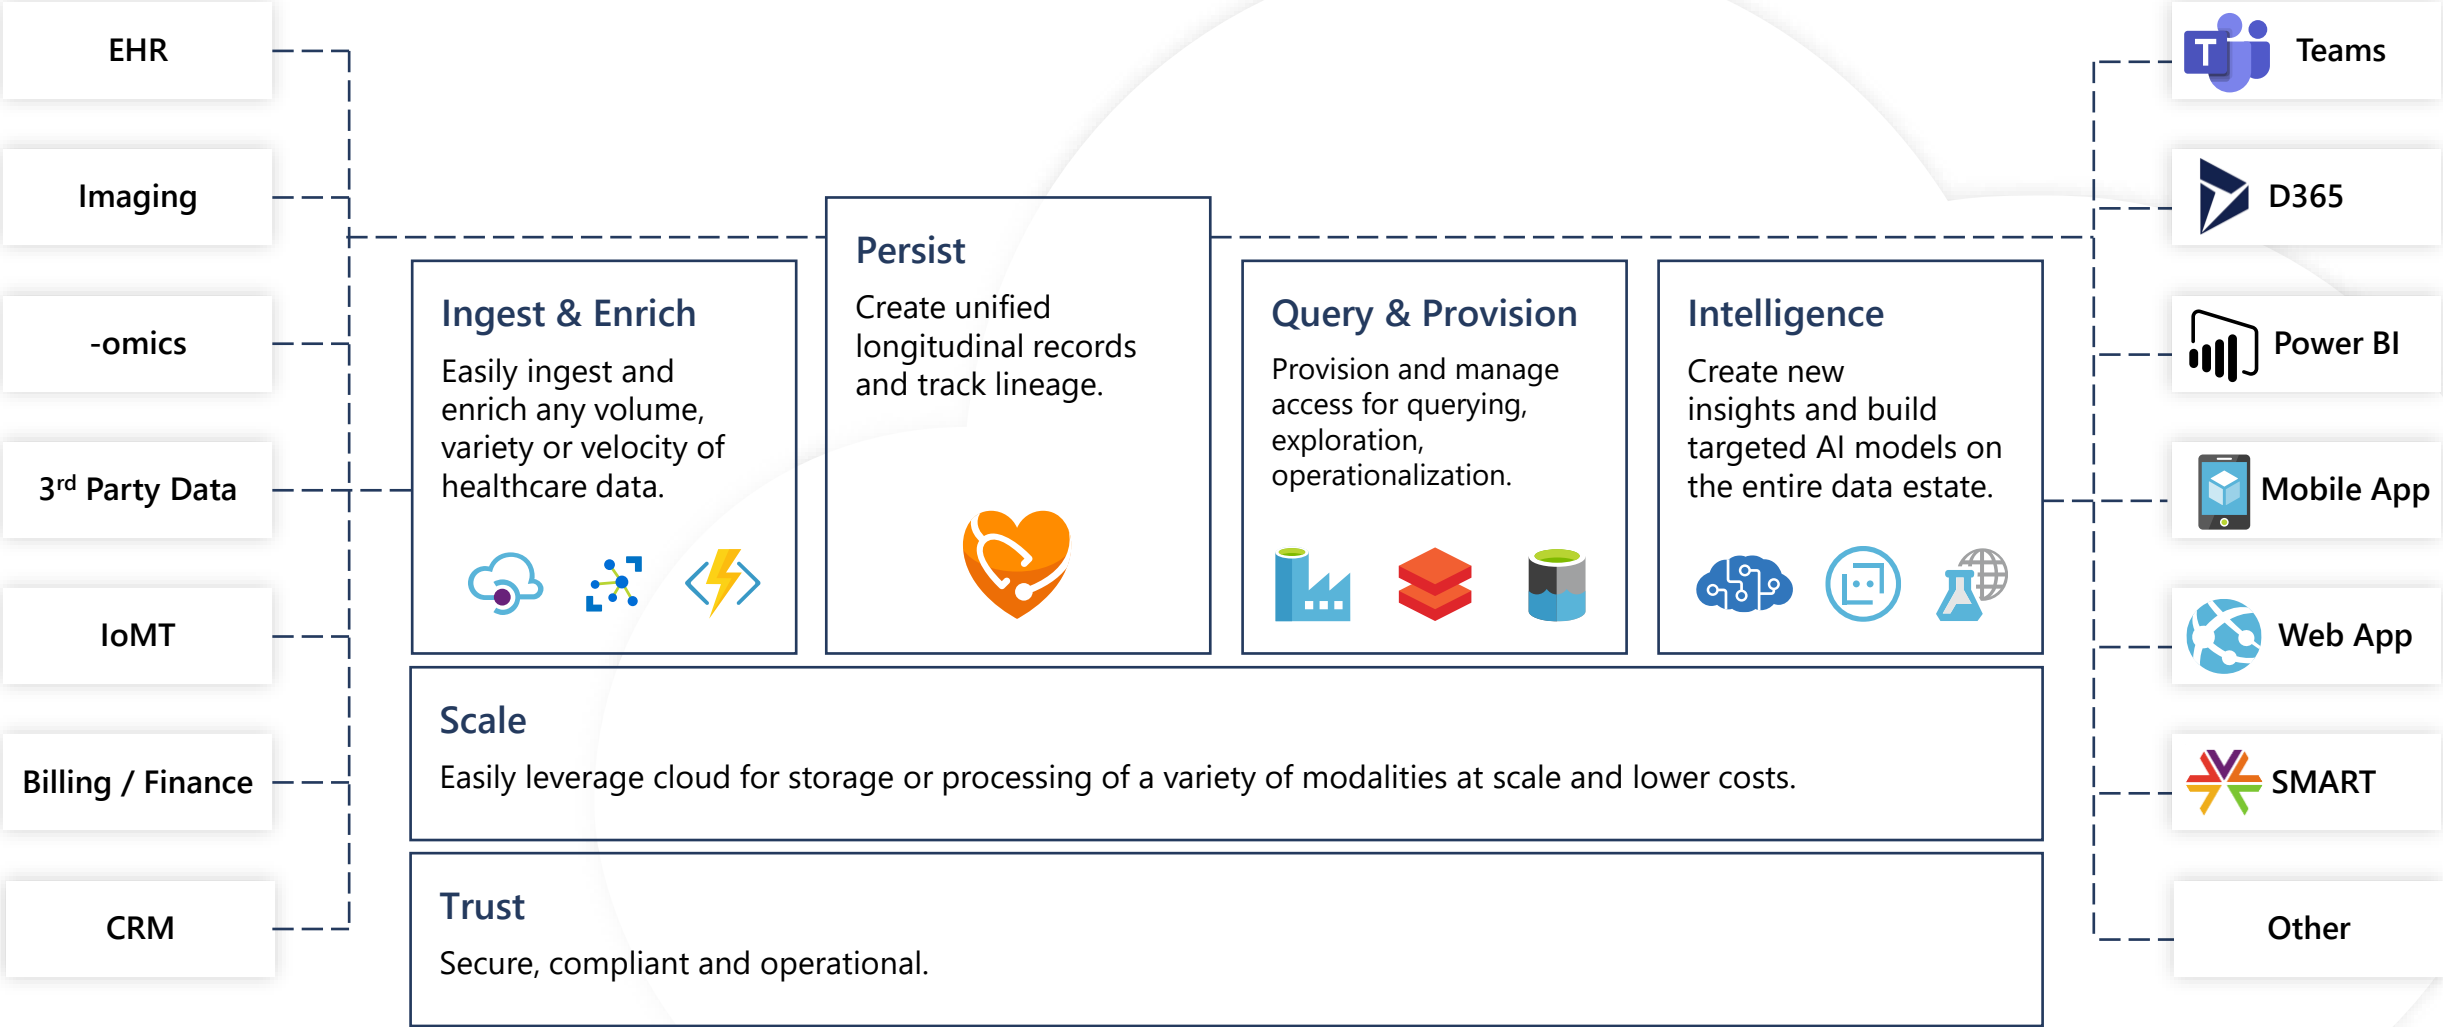 EHR
Imaging
-omics
3rd Party Data
IoMT
Billing / Finance
CRM
Ingest & Enrich
Easily ingest and
enrich any volume,
variety or velocity of
healthcare data.
Persist
Create unified
longitudinal records
and track lineage.
Query & Provision
Provision and manage
access for querying,
exploration,
operationalization.
Intelligence
Create new
insights and build
targeted AI models on
the entire data estate.
Scale
Easily leverage cloud for storage or processing of a variety of modalities at scale and lower costs.
Trust
Secure, compliant and operational.
T
Teams
D365
Power BI
Mobile App
Web App
SMART
Other